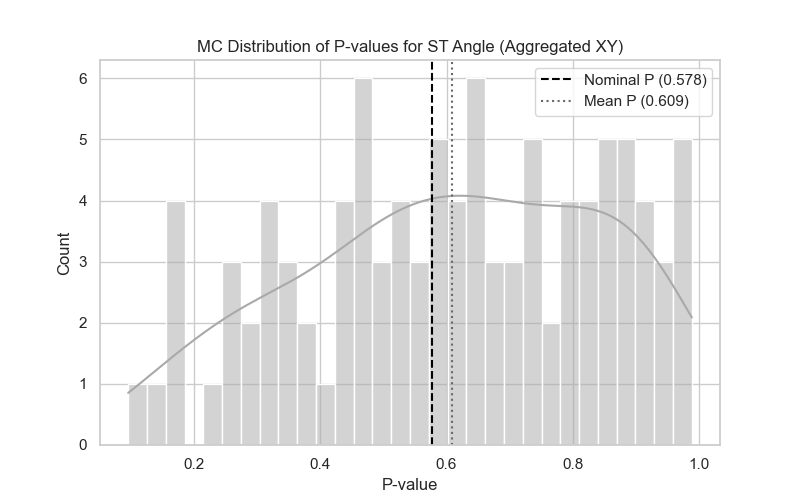 MC Distribution of P-values for ST Angle (Aggregated XY)
Nominal P (0.578)
Mean P (0.609)
6
5
4
3
2
1
0
Count
0.2 0.4 0.6 0.8 1.0
P-value